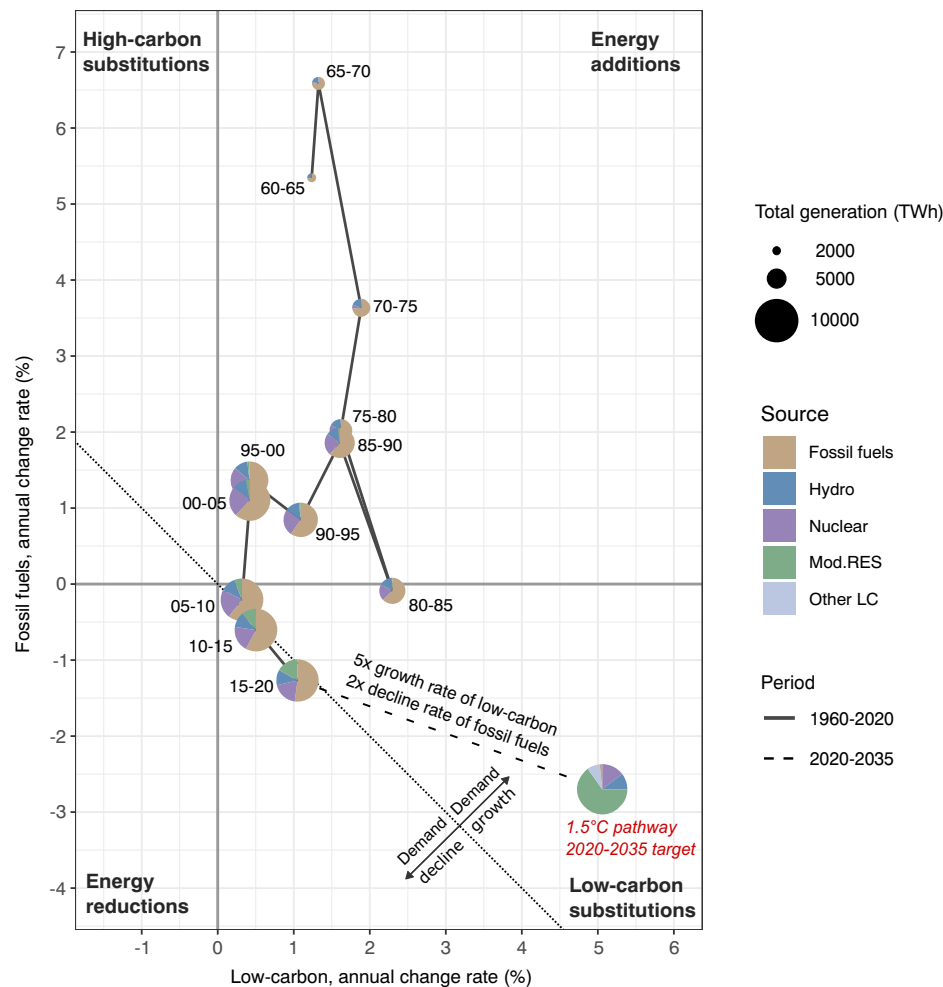 High-carbon
substitutions
Energy
additions
65-70
60-65
70-75
75-80
85-90
95-00
00-05
90-95
80-85
05-10
10-15
15-20
5x growth rate of low-carbon
2x decline rate of fossil fuels
Demand Demand
decline growth
1.5°C pathway
2020-2035 target
Energy
reductions
Low-carbon
substitutions
7
6
5
4
3
2
1
0
-1
-2
-3
-4
Fossil fuels, annual change rate (%)
-1 0 1 2 3 4 5 6
Low-carbon, annual change rate (%)
Total generation (TWh)
2000
5000
10000
Source
Fossil fuels
Hydro
Nuclear
Mod.RES
Other LC
Period
1960-2020
2020-2035